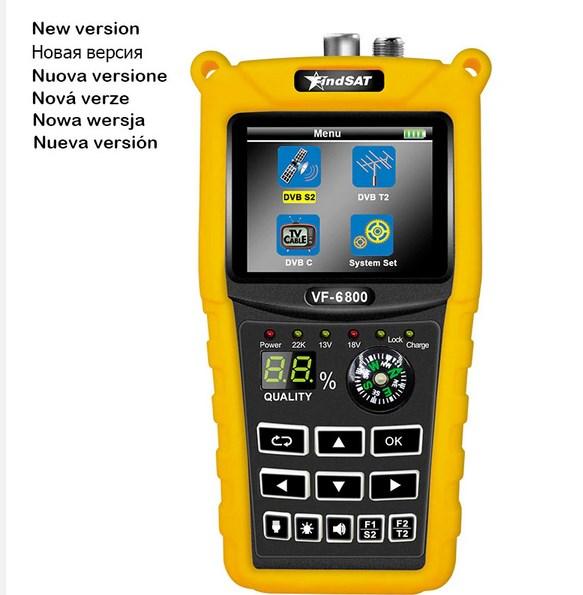 New version
Новая версия
Nuova versione
Nová verze
Nowa wersja
Nueva versión
FindSAT
Menu
DVB S2
DVB T2
TV CABLE
DVB C
System Set
VF-6800
Power 22K 13V 18V Lock Charge
88. %
QUALITY
N E S W
NE SE
OK
F1 F2
S2 T2